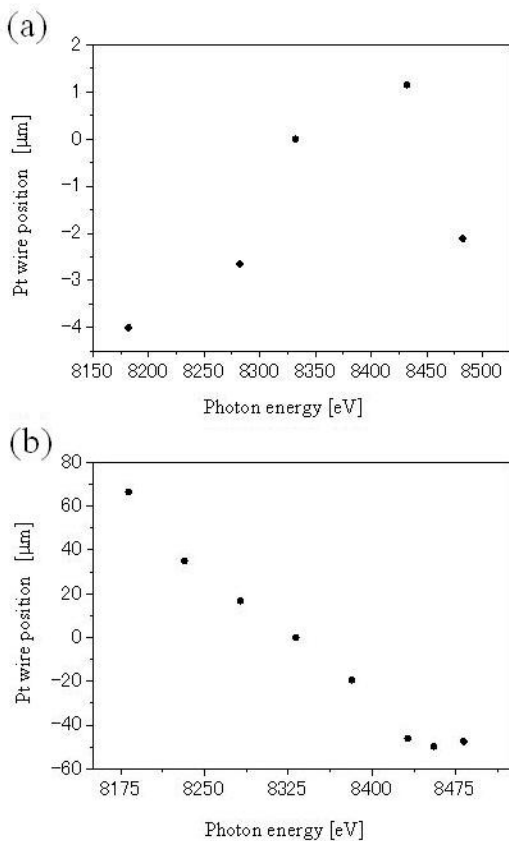 (a)
2
1
0
−1
−2
−3
−4
Pt wire position [µm]
8150 8200 8250 8300 8350 8400 8450 8500
Photon energy [eV]
(b)
80
60
40
20
0
−20
−40
−60
Pt wire position [µm]
8175 8250 8325 8400 8475
Photon energy [eV]